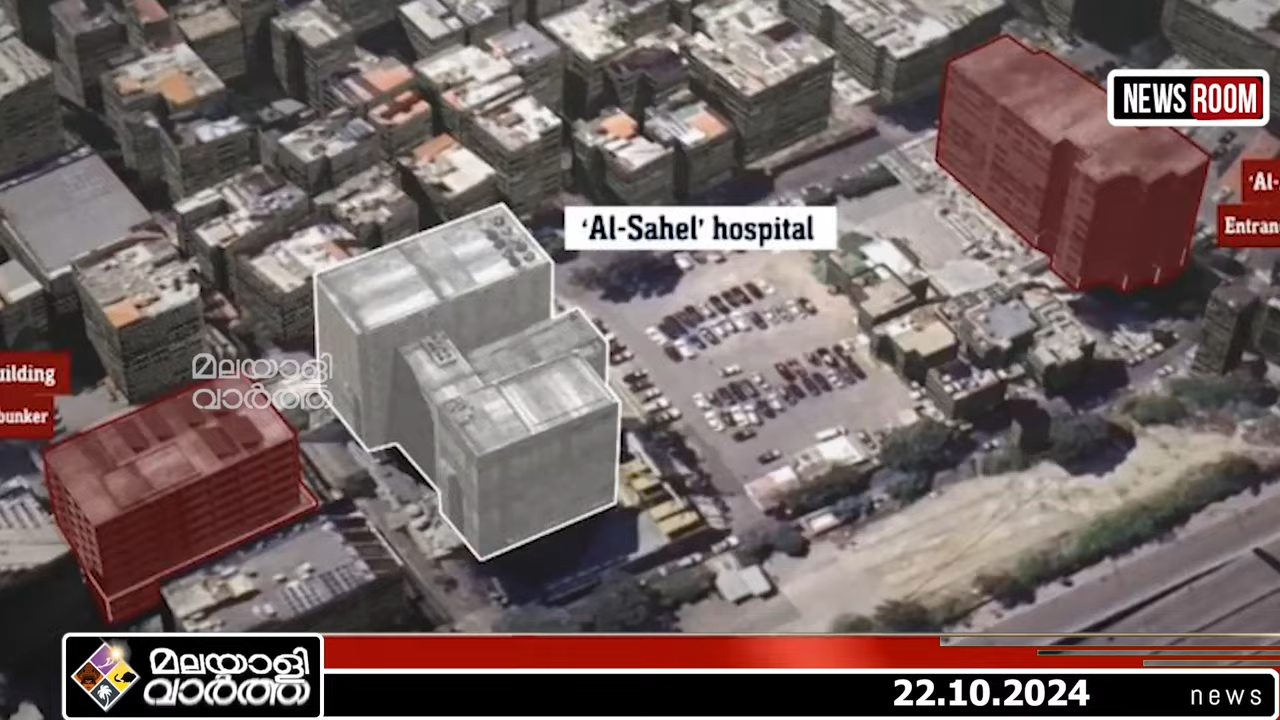 NEWS ROOM
'Al-
Entran
'Al-Sahel' hospital
uilding
bunker
മലയാളി
വാർത്ത
മലയാളി
വാർത്ത
22.10.2024
news